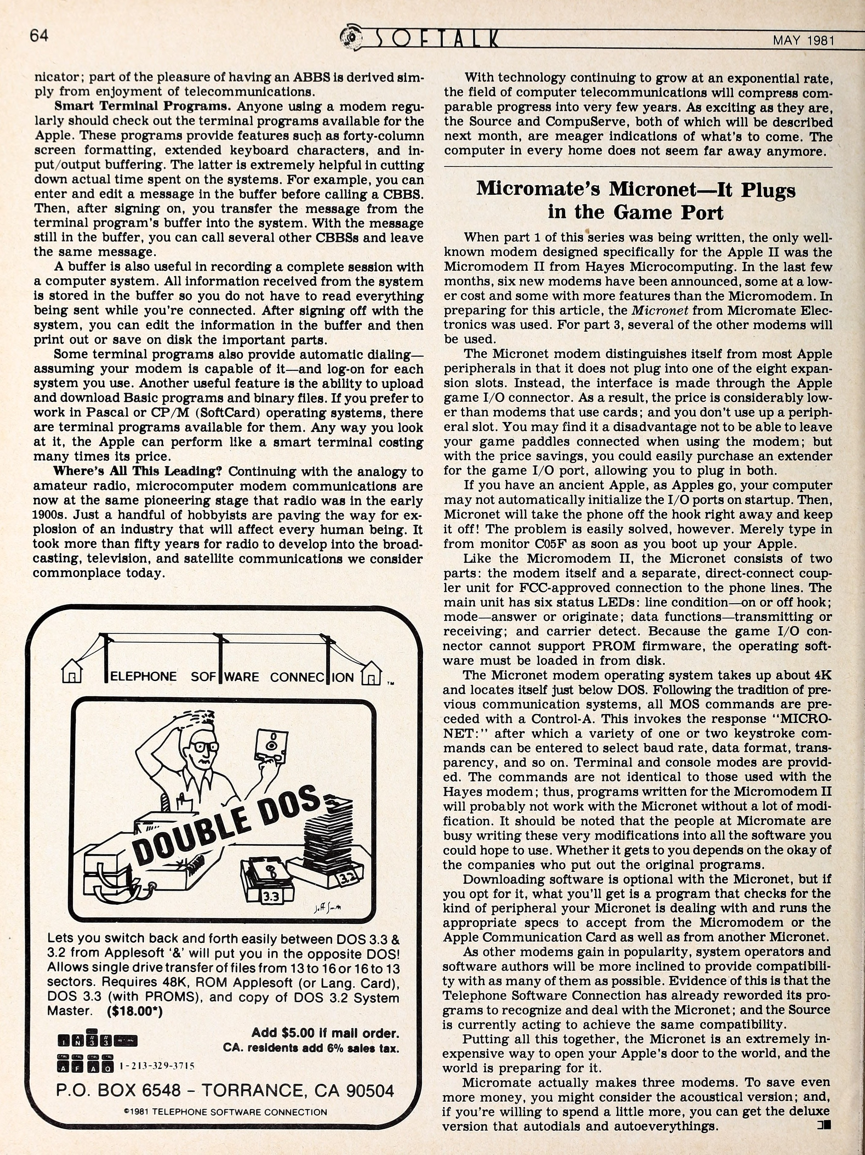 64
SOFTALK
MAY 1981
nicator; part of the pleasure of having an ABBS is derived sim-
ply from enjoyment of telecommunications.
Smart Terminal Programs. Anyone using a modem regu-
larly should check out the terminal programs available for the
Apple. These programs provide features such as forty-column
screen formatting, extended keyboard characters, and in-
put/output buffering. The latter is extremely helpful in cutting
down actual time spent on the systems. For example, you can
enter and edit a message in the buffer before calling a CBBS.
Then, after signing on, you transfer the message from the
terminal program's buffer into the system. With the message
still in the buffer, you can call several other CBBSs and leave
the same message.
A buffer is also useful in recording a complete session with
a computer system. All information received from the system
is stored in the buffer so you do not have to read everything
being sent while you're connected. After signing off with the
system, you can edit the information in the buffer and then
print out or save on disk the important parts.
Some terminal programs also provide automatic dialing—
assuming your modem is capable of it—and log-on for each
system you use. Another useful feature is the ability to upload
and download Basic programs and binary files. If you prefer to
work in Pascal or CP/M (SoftCard) operating systems, there
are terminal programs available for them. Any way you look
at it, the Apple can perform like a smart terminal costing
many times its price.
Where's All This Leading? Continuing with the analogy to
amateur radio, microcomputer modem communications are
now at the same pioneering stage that radio was in the early
1900s. Just a handful of hobbyists are paving the way for ex-
plosion of an industry that will affect every human being. It
took more than fifty years for radio to develop into the broad-
casting, television, and satellite communications we consider
commonplace today.
TELEPHONE SOFTWARE CONNECTION ™
DOUBLE DOS
3.3
3.2
Lets you switch back and forth easily between DOS 3.3 &
3.2 from Applesoft '&' will put you in the opposite DOS!
Allows single drive transfer of files from 13 to 16 or 16 to 13
sectors. Requires 48K, ROM Applesoft (or Lang. Card),
DOS 3.3 (with PROMS), and copy of DOS 3.2 System
Master. ($18.00*)
Add $5.00 if mail order.
CA. residents add 6% sales tax.
1-213-329-3715
P.O. BOX 6548 – TORRANCE, CA 90504
©1981 TELEPHONE SOFTWARE CONNECTION
With technology continuing to grow at an exponential rate,
the field of computer telecommunications will compress com-
parable progress into very few years. As exciting as they are,
the Source and CompuServe, both of which will be described
next month, are meager indications of what's to come. The
computer in every home does not seem far away anymore.
Micromate's Micronet—It Plugs
in the Game Port
When part 1 of this series was being written, the only well-
known modem designed specifically for the Apple II was the
Micromodem II from Hayes Microcomputing. In the last few
months, six new modems have been announced, some at a low-
er cost and some with more features than the Micromodem. In
preparing for this article, the Micronet from Micromate Elec-
tronics was used. For part 3, several of the other modems will
be used.
The Micronet modem distinguishes itself from most Apple
peripherals in that it does not plug into one of the eight expan-
sion slots. Instead, the interface is made through the Apple
game I/O connector. As a result, the price is considerably low-
er than modems that use cards; and you don't use up a periph-
eral slot. You may find it a disadvantage not to be able to leave
your game paddles connected when using the modem; but
with the price savings, you could easily purchase an extender
for the game I/O port, allowing you to plug in both.
If you have an ancient Apple, as Apples go, your computer
may not automatically initialize the I/O ports on startup. Then,
Micronet will take the phone off the hook right away and keep
it off! The problem is easily solved, however. Merely type in
from monitor C05F as soon as you boot up your Apple.
Like the Micromodem II, the Micronet consists of two
parts: the modem itself and a separate, direct-connect coup-
ler unit for FCC-approved connection to the phone lines. The
main unit has six status LEDs: line condition—on or off hook;
mode—answer or originate; data functions—transmitting or
receiving; and carrier detect. Because the game I/O con-
nector cannot support PROM firmware, the operating soft-
ware must be loaded in from disk.
The Micronet modem operating system takes up about 4K
and locates itself just below DOS. Following the tradition of pre-
vious communication systems, all MOS commands are pre-
ceded with a Control-A. This invokes the response "MICRO-
NET:" after which a variety of one or two keystroke com-
mands can be entered to select baud rate, data format, trans-
parency, and so on. Terminal and console modes are provid-
ed. The commands are not identical to those used with the
Hayes modem; thus, programs written for the Micromodem II
will probably not work with the Micronet without a lot of modi-
fication. It should be noted that the people at Micromate are
busy writing these very modifications into all the software you
could hope to use. Whether it gets to you depends on the okay of
the companies who put out the original programs.
Downloading software is optional with the Micronet, but if
you opt for it, what you'll get is a program that checks for the
kind of peripheral your Micronet is dealing with and runs the
appropriate specs to accept from the Micromodem or the
Apple Communication Card as well as from another Micronet.
As other modems gain in popularity, system operators and
software authors will be more inclined to provide compatibili-
ty with as many of them as possible. Evidence of this is that the
Telephone Software Connection has already reworded its pro-
grams to recognize and deal with the Micronet; and the Source
is currently acting to achieve the same compatibility.
Putting all this together, the Micronet is an extremely in-
expensive way to open your Apple's door to the world, and the
world is preparing for it.
Micromate actually makes three modems. To save even
more money, you might consider the acoustical version; and,
if you're willing to spend a little more, you can get the deluxe
version that autodials and autoeverythings.